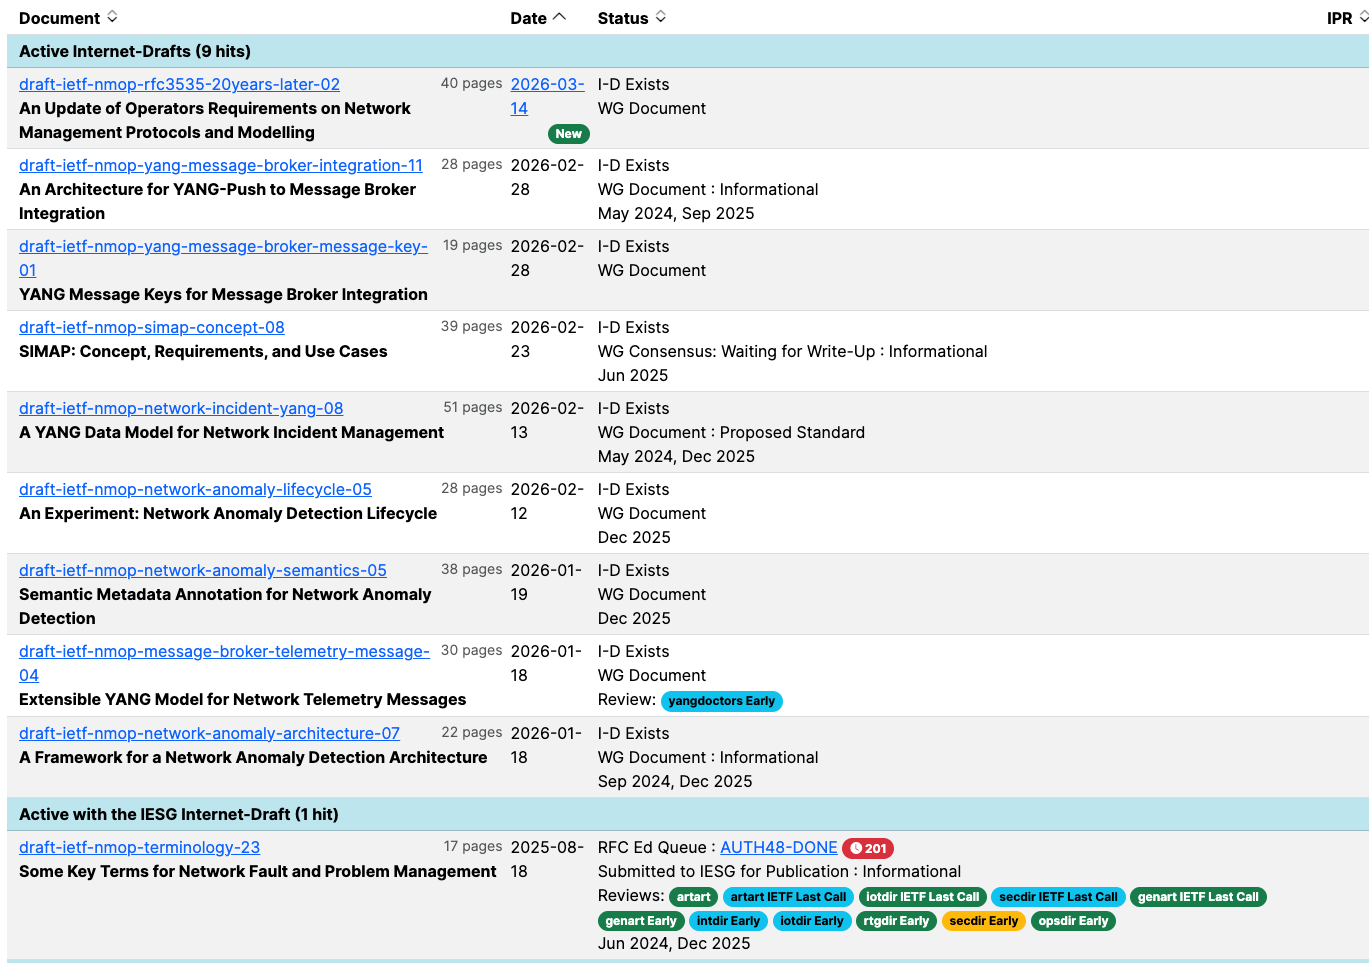 Document Date Status IPR
Active Internet-Drafts (9 hits)
draft-ietf-nmop-rfc3535-20years-later-02 40 pages 2026-03- I-D Exists
An Update of Operators Requirements on Network 14 WG Document
Management Protocols and Modelling New
draft-ietf-nmop-yang-message-broker-integration-11 28 pages 2026-02- I-D Exists
An Architecture for YANG-Push to Message Broker 28 WG Document : Informational
Integration May 2024, Sep 2025
draft-ietf-nmop-yang-message-broker-message-key- 19 pages 2026-02- I-D Exists
01 28 WG Document
YANG Message Keys for Message Broker Integration
draft-ietf-nmop-simap-concept-08 39 pages 2026-02- I-D Exists
SIMAP: Concept, Requirements, and Use Cases 23 WG Consensus: Waiting for Write-Up : Informational
Jun 2025
draft-ietf-nmop-network-incident-yang-08 51 pages 2026-02- I-D Exists
A YANG Data Model for Network Incident Management 13 WG Document : Proposed Standard
May 2024, Dec 2025
draft-ietf-nmop-network-anomaly-lifecycle-05 28 pages 2026-02- I-D Exists
An Experiment: Network Anomaly Detection Lifecycle 12 WG Document
Dec 2025
draft-ietf-nmop-network-anomaly-semantics-05 38 pages 2026-01- I-D Exists
Semantic Metadata Annotation for Network Anomaly 19 WG Document
Detection Dec 2025
draft-ietf-nmop-message-broker-telemetry-message- 30 pages 2026-01- I-D Exists
04 18 WG Document
Extensible YANG Model for Network Telemetry Messages Review: yangdoctors Early
draft-ietf-nmop-network-anomaly-architecture-07 22 pages 2026-01- I-D Exists
A Framework for a Network Anomaly Detection Architecture 18 WG Document : Informational
Sep 2024, Dec 2025
Active with the IESG Internet-Draft (1 hit)
draft-ietf-nmop-terminology-23 17 pages 2025-08- RFC Ed Queue : AUTH48-DONE 201
Some Key Terms for Network Fault and Problem Management 18 Submitted to IESG for Publication : Informational
Reviews: artart artart IETF Last Call iotdir IETF Last Call secdir IETF Last Call genart IETF Last Call
genart Early intdir Early iotdir Early rtgdir Early secdir Early opsdir Early
Jun 2024, Dec 2025